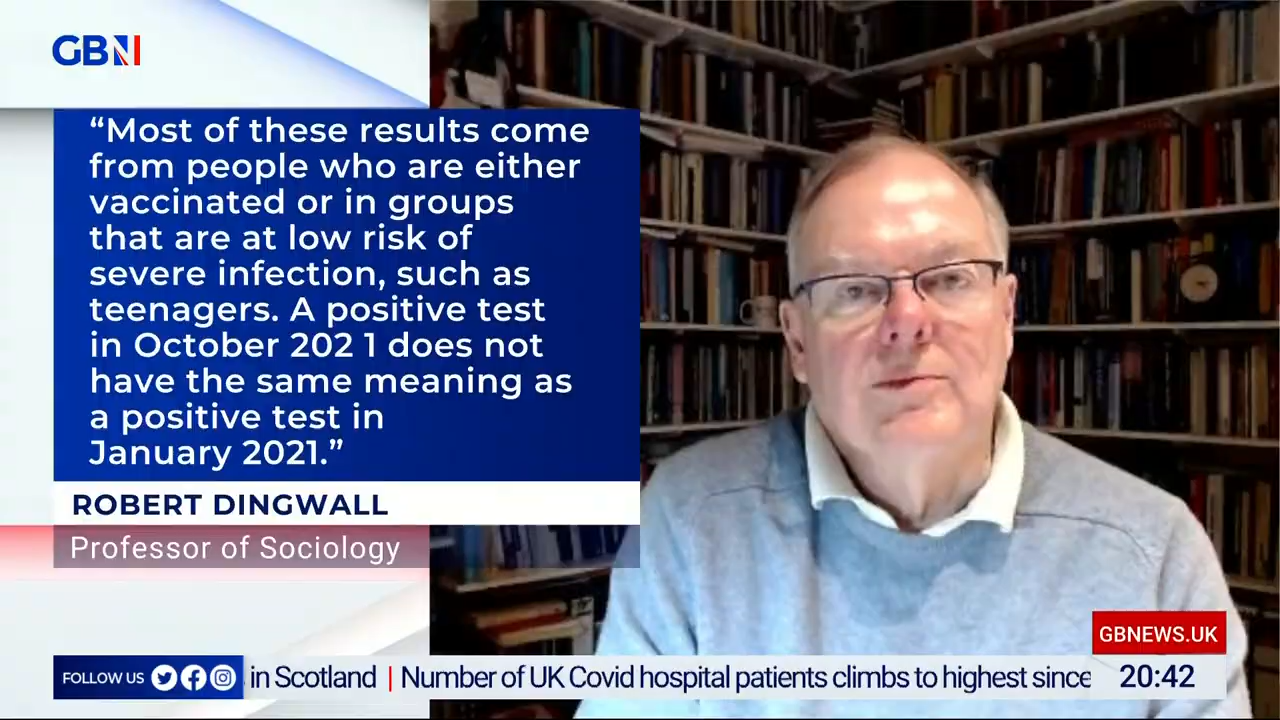 GBN
“Most of these results come
from people who are either
vaccinated or in groups
that are at low risk of
severe infection, such as
teenagers. A positive test
in October 202 1 does not
have the same meaning as
a positive test in
January 2021.”
ROBERT DINGWALL
Professor of Sociology
GBNEWS.UK
FOLLOW US in Scotland | Number of UK Covid hospital patients climbs to highest since 20:42